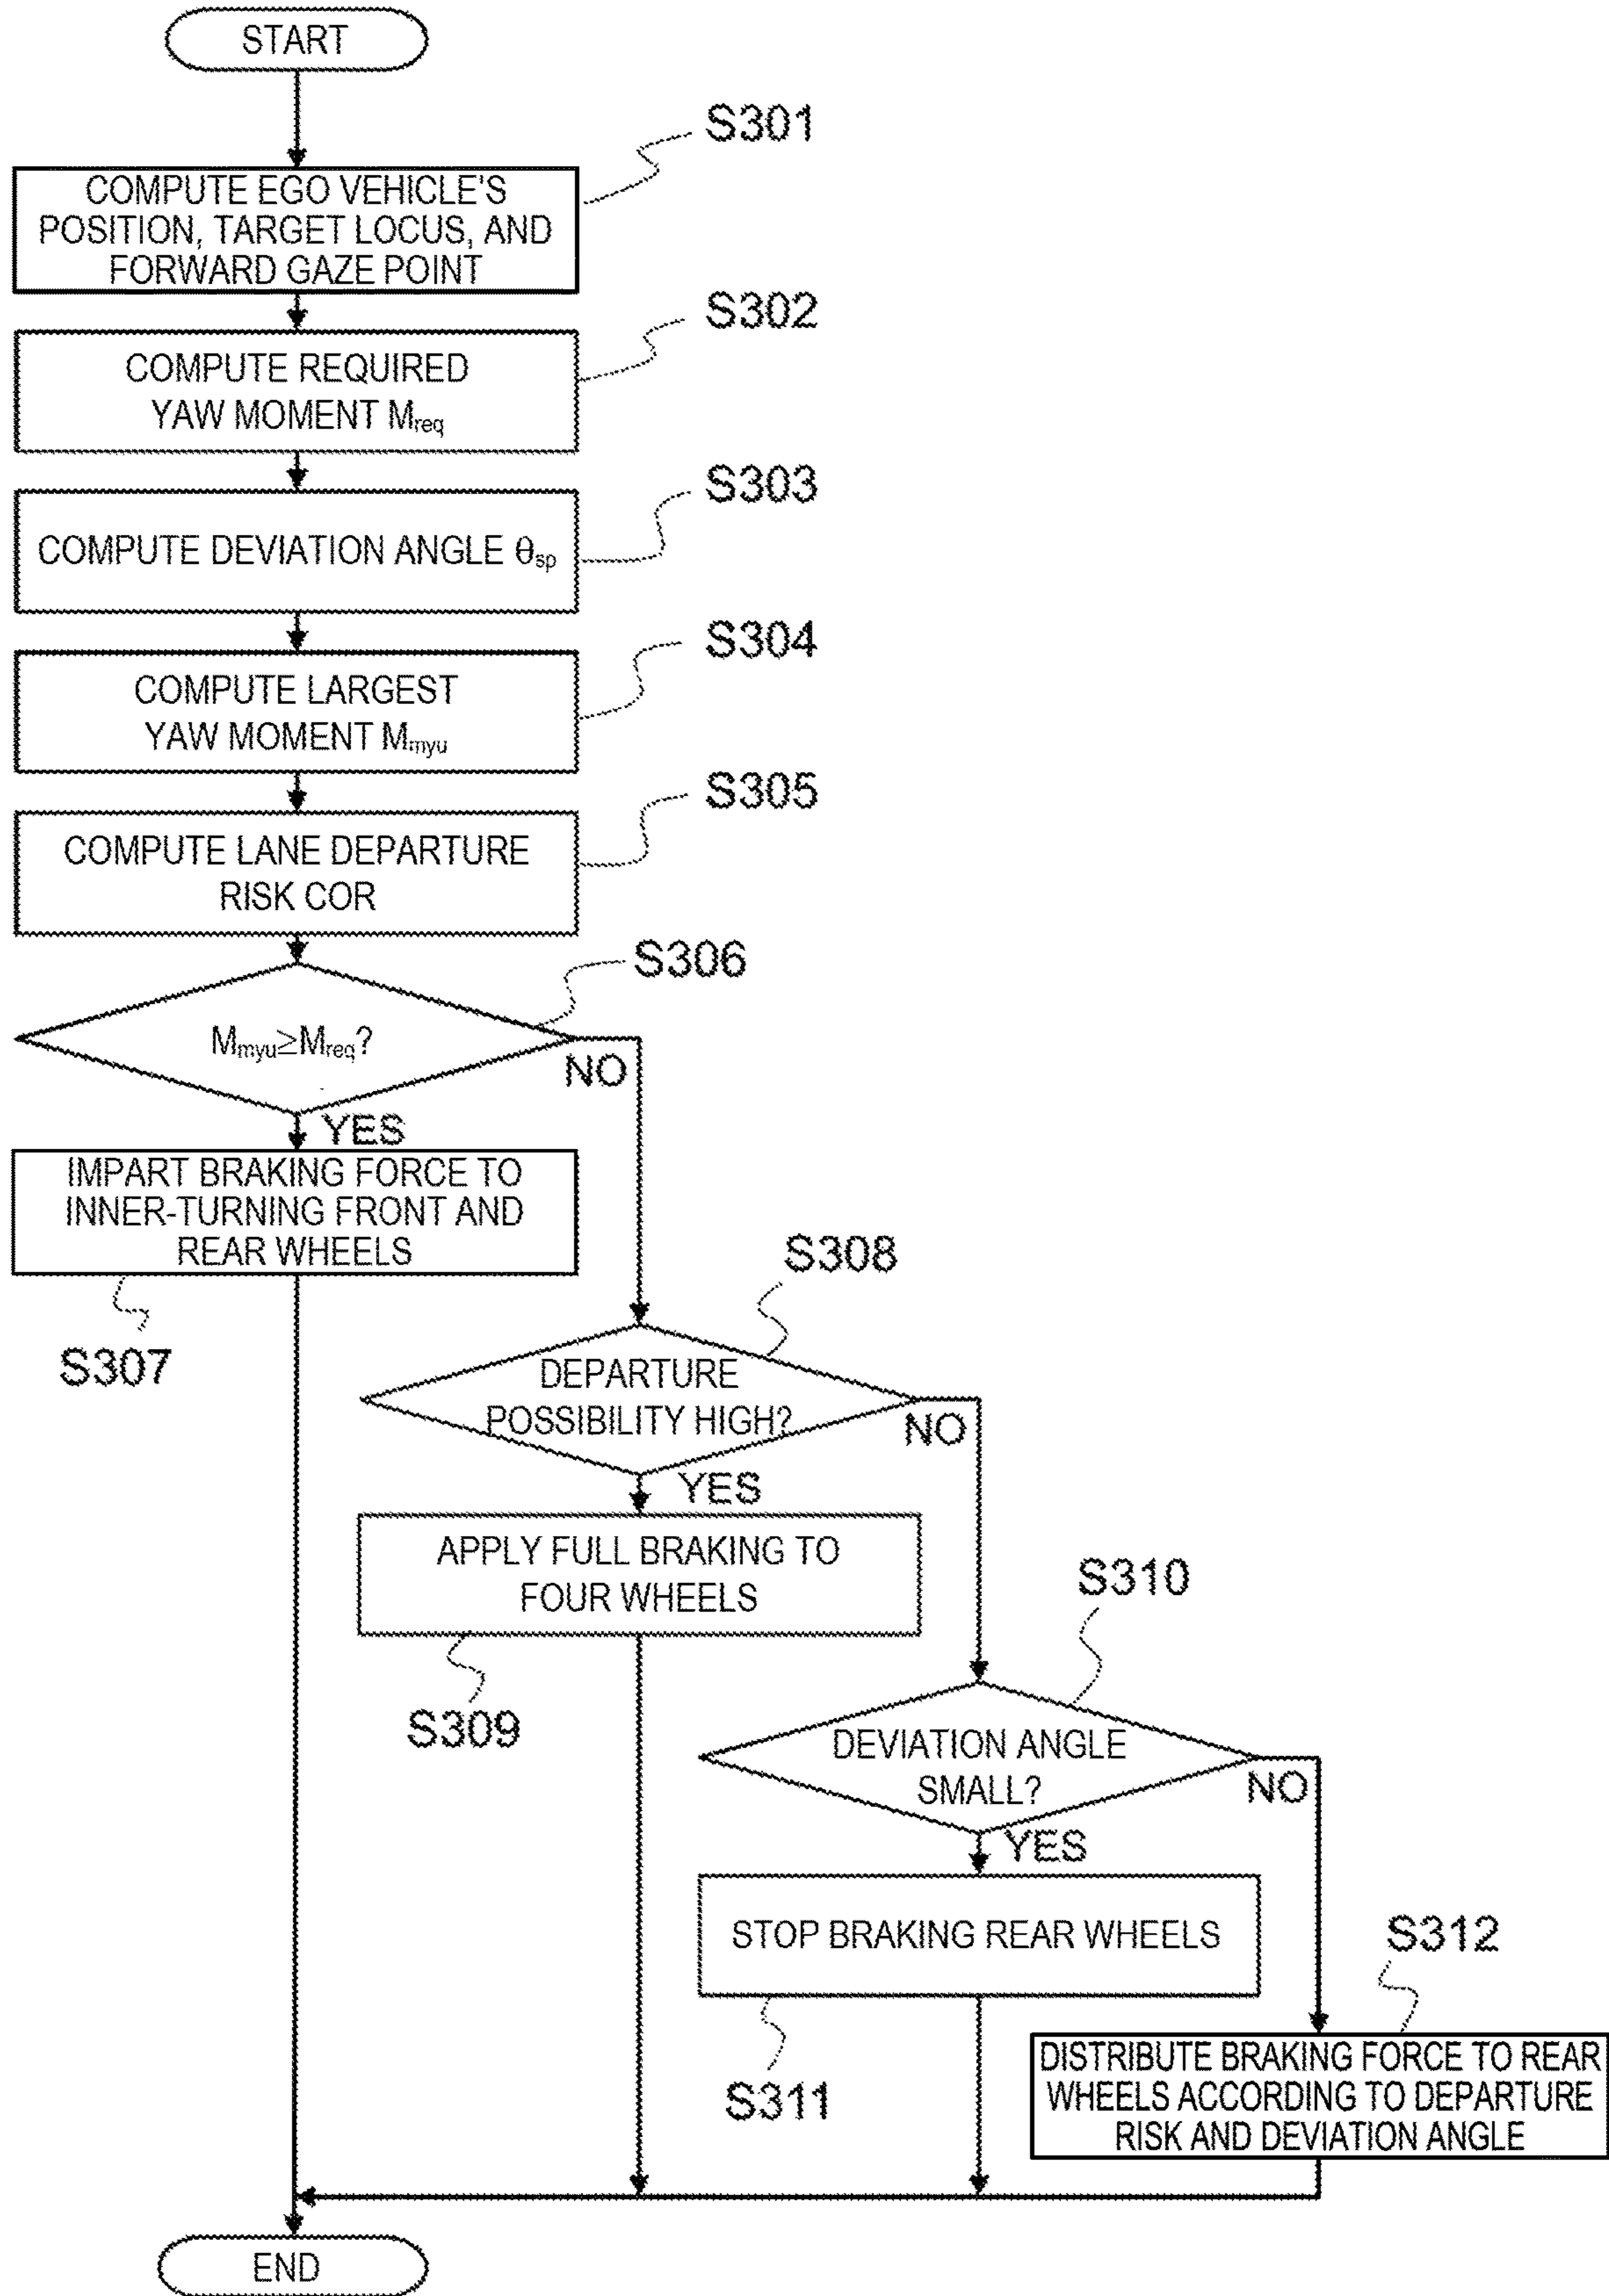 START
S301
COMPUTE EGO VEHICLE'S
POSITION, TARGET LOCUS, AND
FORWARD GAZE POINT
S302
COMPUTE REQUIRED
YAW MOMENT Mreq
S303
COMPUTE DEVIATION ANGLE θsp
S304
COMPUTE LARGEST
YAW MOMENT Mmyu
S305
COMPUTE LANE DEPARTURE
RISK COR
S306
Mmyu≥Mreq?
NO
YES
IMPART BRAKING FORCE TO
INNER-TURNING FRONT AND
REAR WHEELS
S307
S308
DEPARTURE
POSSIBILITY HIGH?
NO
YES
APPLY FULL BRAKING TO
FOUR WHEELS
S309
S310
DEVIATION ANGLE
SMALL?
NO
YES
STOP BRAKING REAR WHEELS
S311
S312
DISTRIBUTE BRAKING FORCE TO REAR
WHEELS ACCORDING TO DEPARTURE
RISK AND DEVIATION ANGLE
END